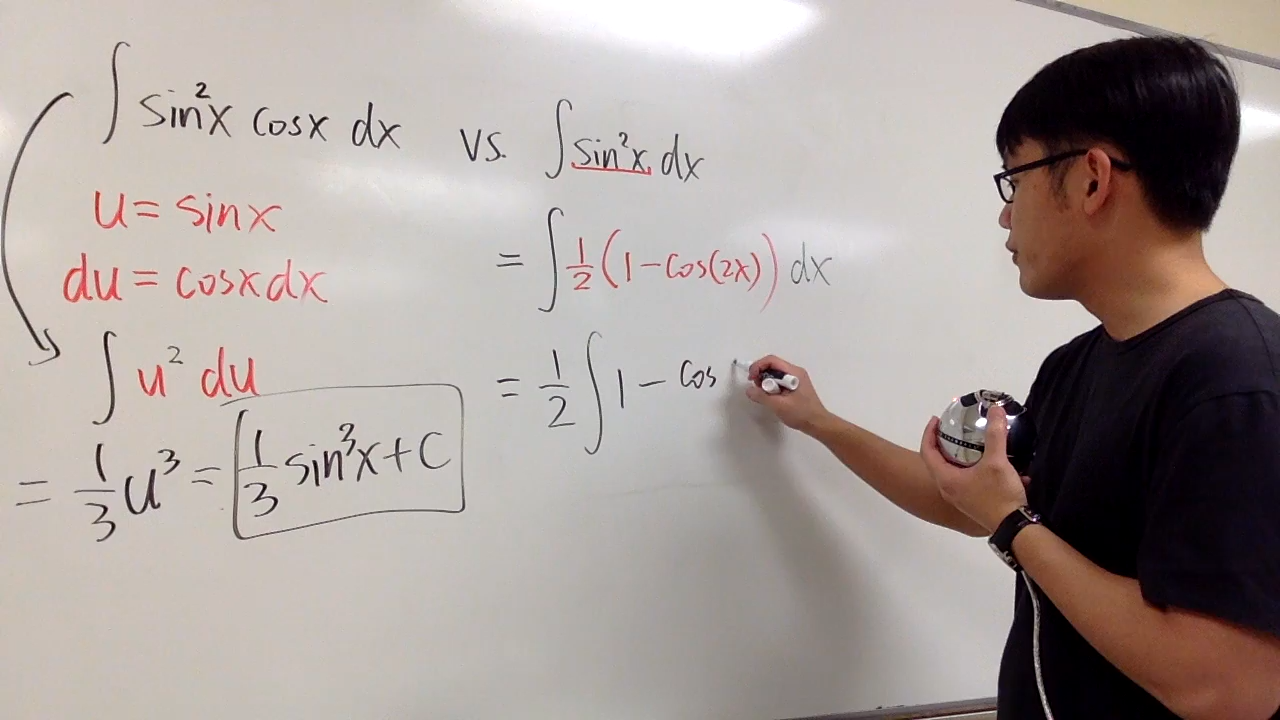 ∫ sin²x cosx dx vs. ∫ sin²x dx
u = sinx
du = cosx dx
∫ u² du
= 1/3 u³ = 1/3 sin³x + C
= ∫ 1/2 (1 - cos(2x)) dx
= 1/2 ∫ 1 - cos